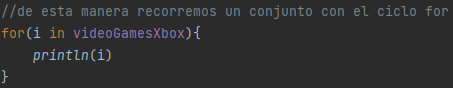 //de esta manera recorremos un conjunto con el ciclo for
for(i in videoGamesXbox){
    println(i)
}